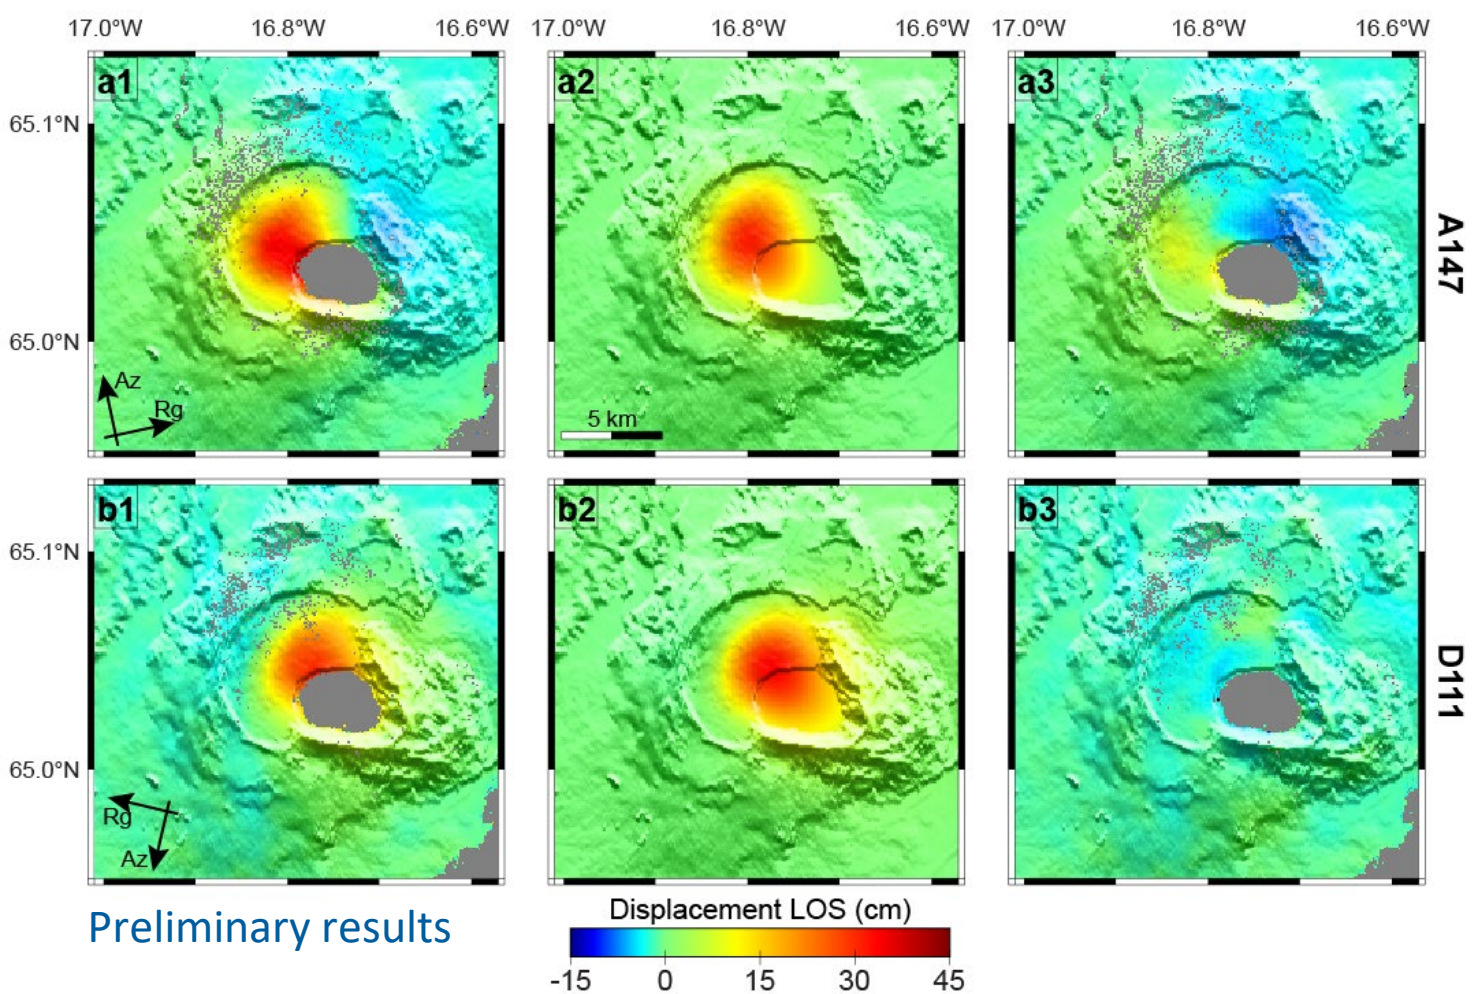 17.0°W 16.8°W 16.6°W 17.0°W 16.8°W 16.6°W 17.0°W 16.8°W 16.6°W
a1 a2 a3
65.1°N
A147
65.0°N
Az
Rg
5 km
b1 b2 b3
65.1°N
D111
65.0°N
Rg
Az
Preliminary results
Displacement LOS (cm)
-15 0 15 30 45